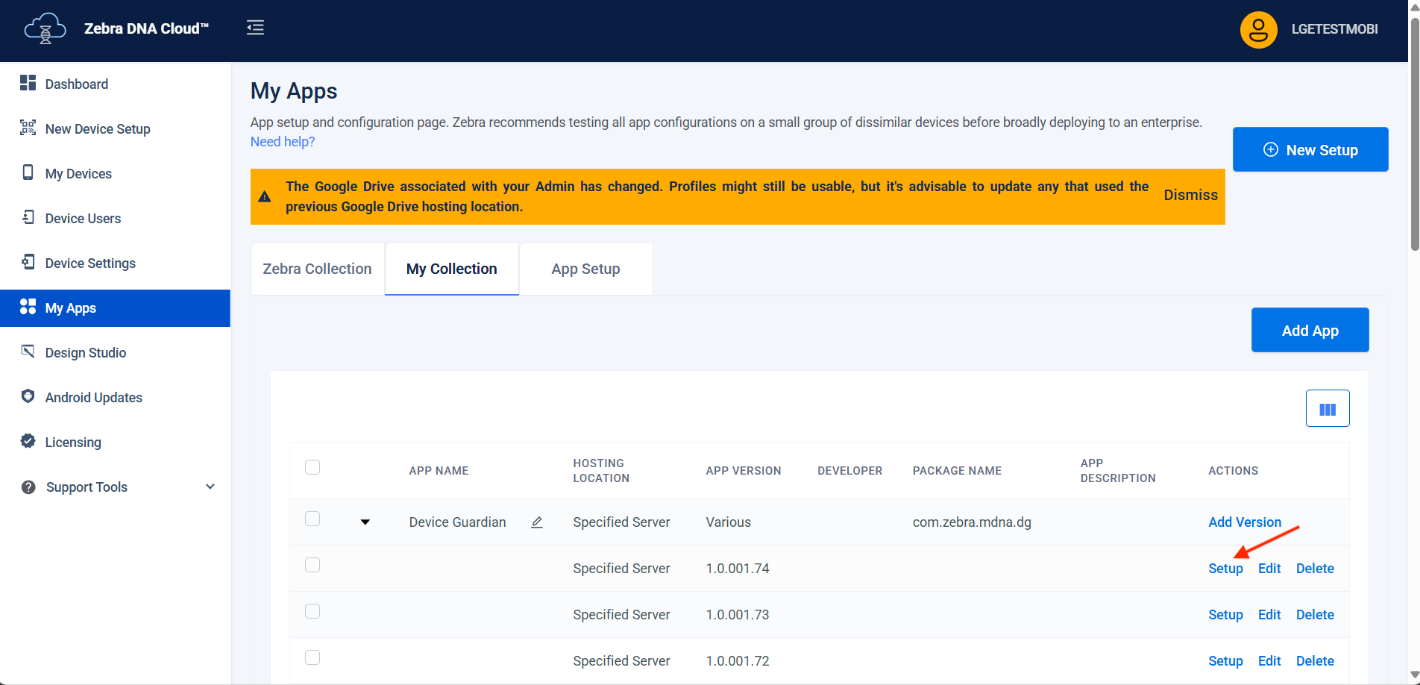 Zebra DNA Cloud™
LGETESTMOBI
Dashboard
New Device Setup
My Devices
Device Users
Device Settings
My Apps
Design Studio
Android Updates
Licensing
Support Tools
My Apps
App setup and configuration page. Zebra recommends testing all app configurations on a small group of dissimilar devices before broadly deploying to an enterprise.
Need help?
New Setup
The Google Drive associated with your Admin has changed. Profiles might still be usable, but it's advisable to update any that used the
previous Google Drive hosting location.
Dismiss
Zebra Collection My Collection App Setup
Add App
APP NAME HOSTING LOCATION APP VERSION DEVELOPER PACKAGE NAME APP DESCRIPTION ACTIONS
Device Guardian Specified Server Various com.zebra.mdna.dg Add Version
Specified Server 1.0.001.74 Setup Edit Delete
Specified Server 1.0.001.73 Setup Edit Delete
Specified Server 1.0.001.72 Setup Edit Delete